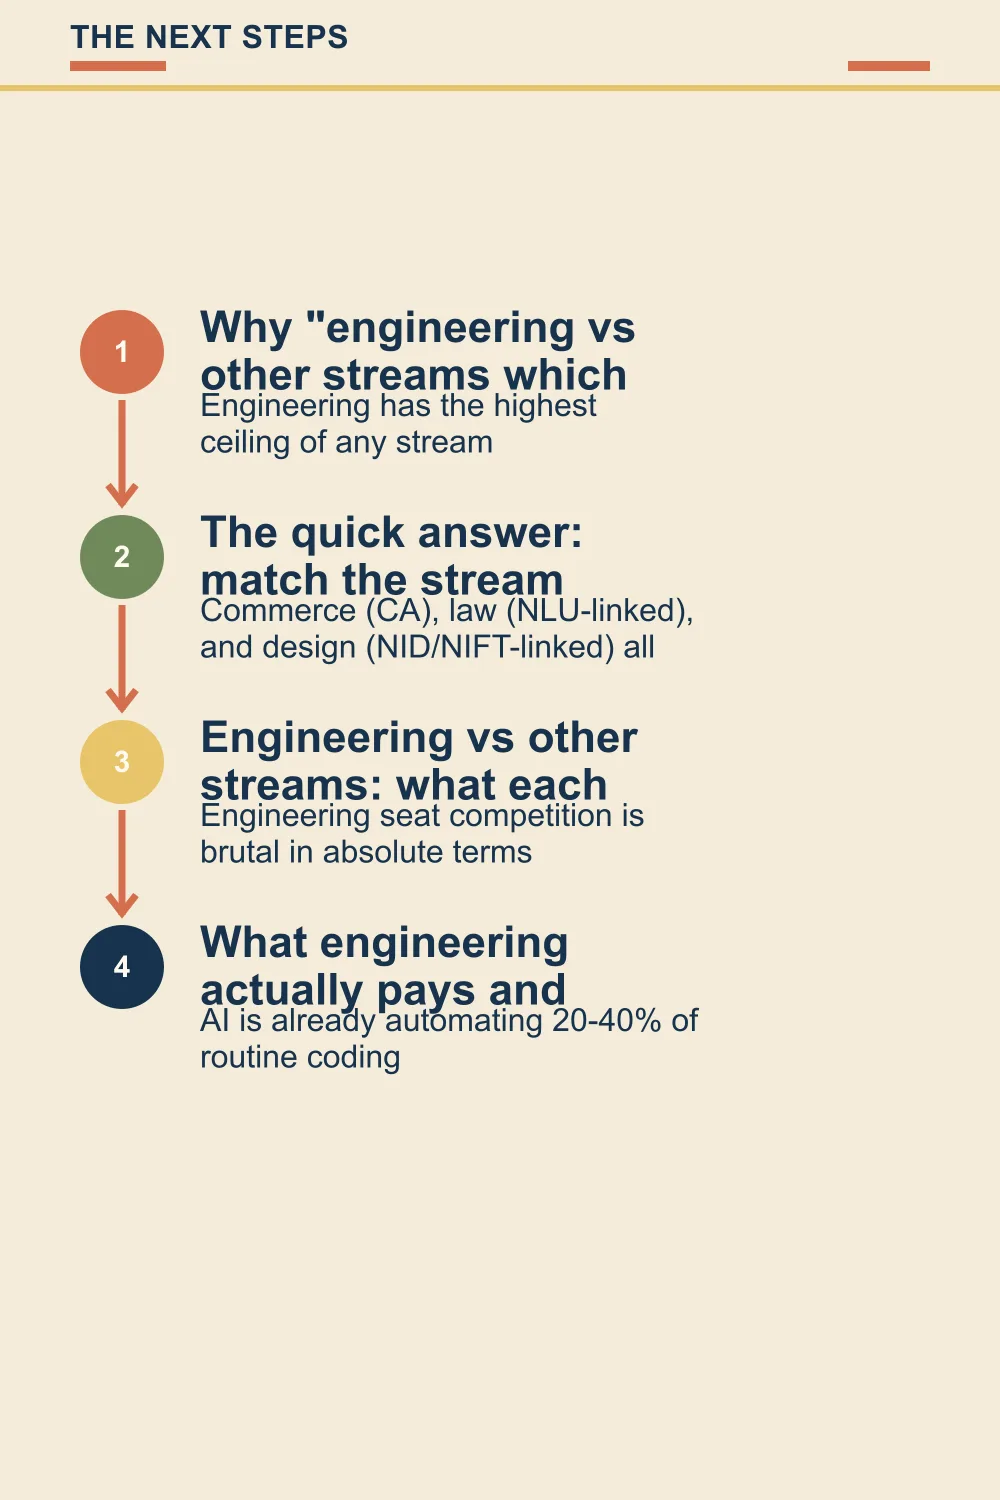 THE NEXT STEPS
1
Why "engineering vs
other streams which
Engineering has the highest
ceiling of any stream
2
The quick answer:
match the stream
Commerce (CA), law (NLU-linked),
and design (NID/NIFT-linked) all
3
Engineering vs other
streams: what each
Engineering seat competition is
brutal in absolute terms
4
What engineering
actually pays and
AI is already automating 20-40% of
routine coding